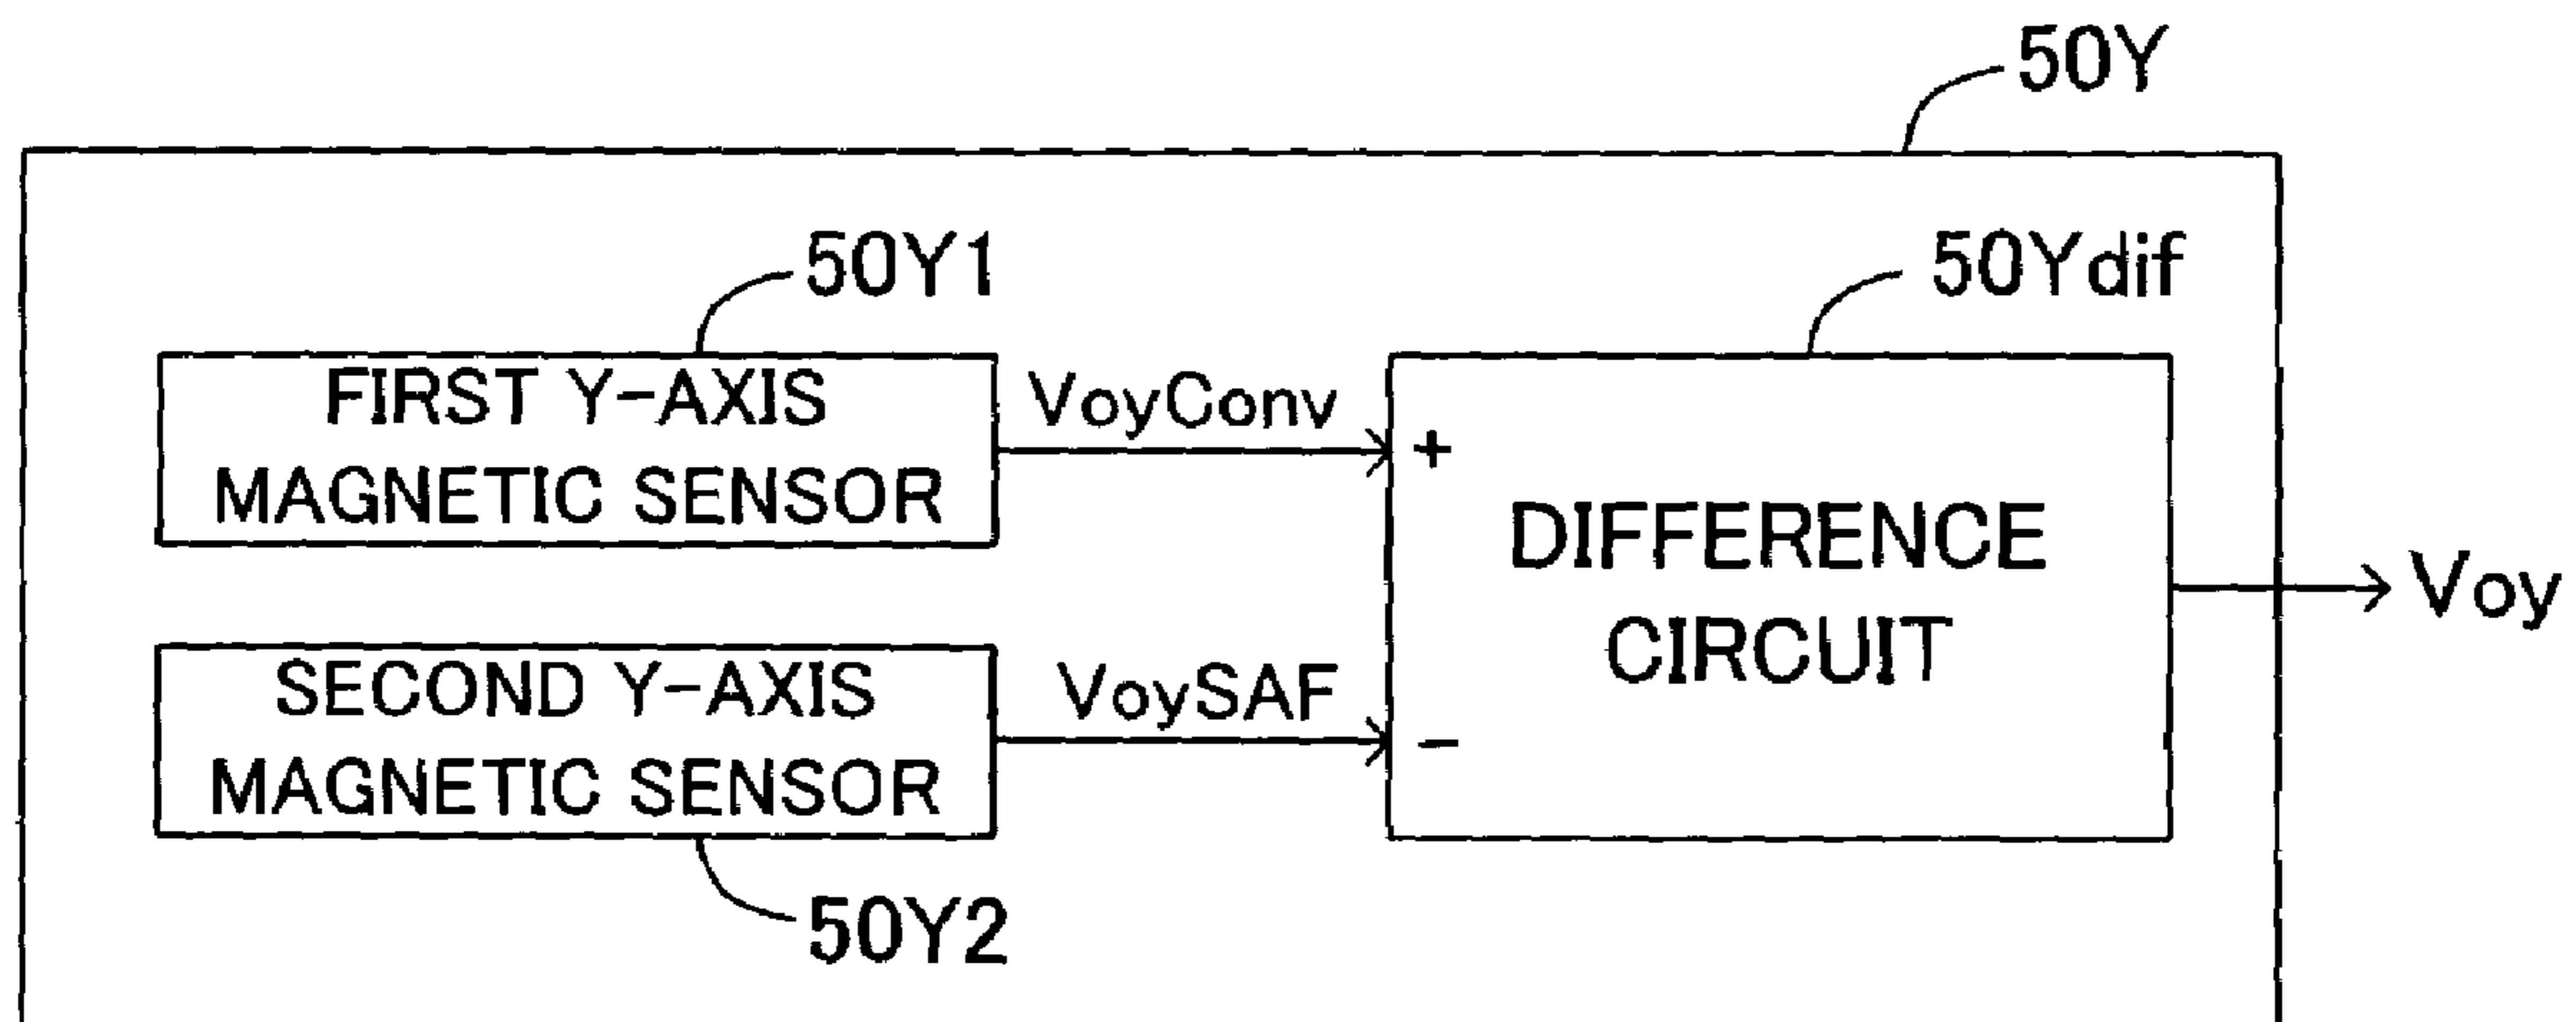 50Y
50Y1
50Ydif
FIRST Y-AXIS
MAGNETIC SENSOR
VoyConv
+
DIFFERENCE
CIRCUIT
Voy
SECOND Y-AXIS
MAGNETIC SENSOR
VoySAF
-
50Y2